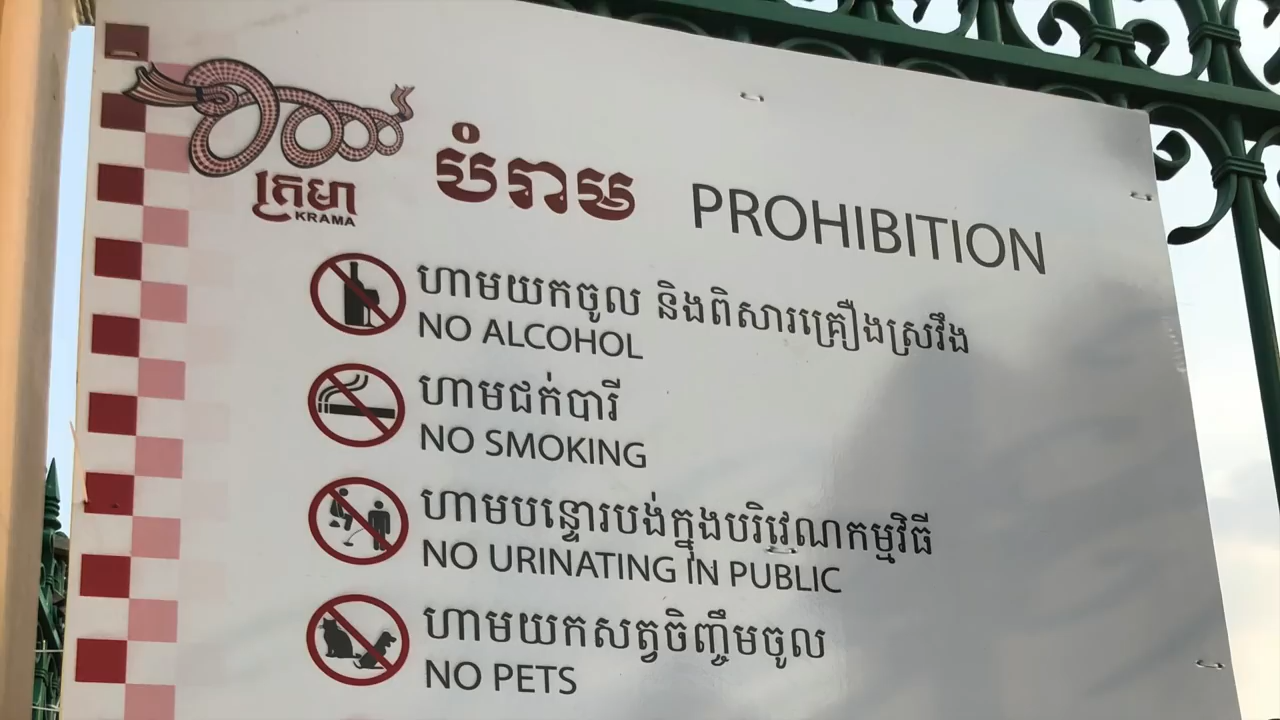 ក្រមា
KRAMA
បំរាម PROHIBITION
ហាមយកចូល និងពិសារគ្រឿងស្រវឹង
NO ALCOHOL
ហាមជក់បារី
NO SMOKING
ហាមបន្ទោរបង់ក្នុងបរិវេណកម្មវិធី
NO URINATING IN PUBLIC
ហាមយកសត្វចិញ្ចឹមចូល
NO PETS